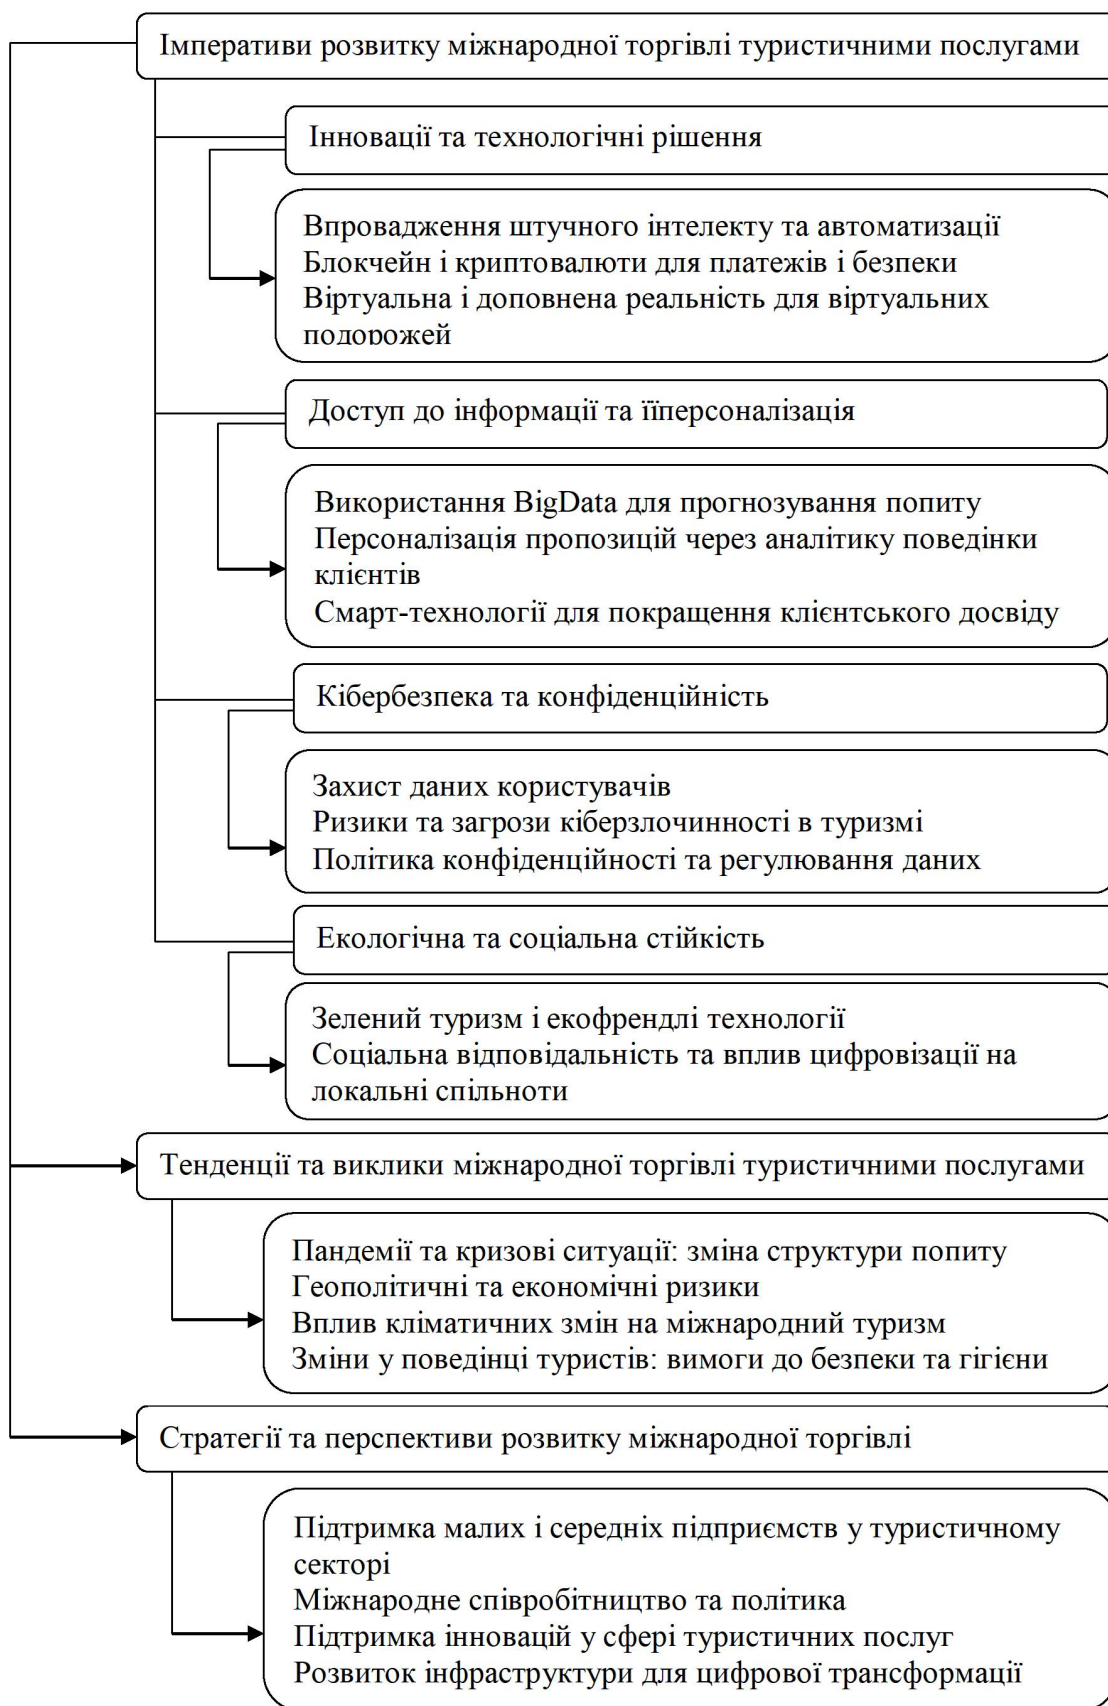 Імперативи розвитку міжнародної торгівлі туристичними послугами
Інновації та технологічні рішення
Впровадження штучного інтелекту та автоматизації
Блокчейн і криптовалюти для платежів і безпеки
Віртуальна і доповнена реальність для віртуальних
подорожей
Доступ до інформації та їїперсоналізація
Використання BigData для прогнозування попиту
Персоналізація пропозицій через аналітику поведінки
клієнтів
Смарт-технології для покращення клієнтського досвіду
Кібербезпека та конфіденційність
Захист даних користувачів
Ризики та загрози кіберзлочинності в туризмі
Політика конфіденційності та регулювання даних
Екологічна та соціальна стійкість
Зелений туризм і екофрендлі технології
Соціальна відповідальність та вплив цифровізації на
локальні спільноти
Тенденції та виклики міжнародної торгівлі туристичними послугами
Пандемії та кризові ситуації: зміна структури попиту
Геополітичні та економічні ризики
Вплив кліматичних змін на міжнародний туризм
Зміни у поведінці туристів: вимоги до безпеки та гігієни
Стратегії та перспективи розвитку міжнародної торгівлі
Підтримка малих і середніх підприємств у туристичному
секторі
Міжнародне співробітництво та політика
Підтримка інновацій у сфері туристичних послуг
Розвиток інфраструктури для цифрової трансформації